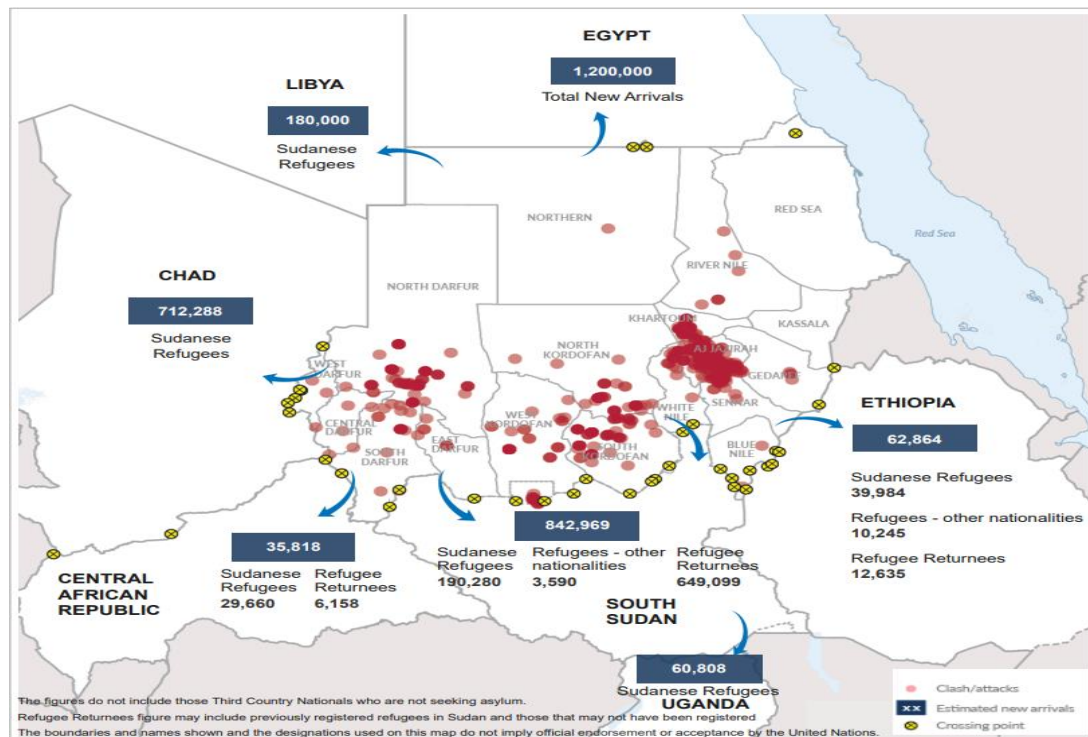 EGYPT
1,200,000
Total New Arrivals
LIBYA
180,000
Sudanese
Refugees
RED SEA
Red Sea
NORTHERN
RIVER NILE
CHAD
712,288
Sudanese
Refugees
NORTH DARFUR
KHARTOUM
KASSALA
NORTH
KORDOFAN
AJ JAZIRAH
WEST
DARFUR
GEDAREF
SENNAR
WHITE
NILE
CENTRAL
DARFUR
WEST
KORDOFAN
EAST
DARFUR
SOUTH
KORDOFAN
SOUTH
DARFUR
BLUE
NILE
ETHIOPIA
62,864
Sudanese Refugees
39,984
Refugees - other nationalities
10,245
Refugee Returnees
12,635
CENTRAL
AFRICAN
REPUBLIC
35,818
Sudanese Refugee
Refugees Returnees
29,660 6,158
842,969
Sudanese Refugees - other Refugee
Refugees nationalities Returnees
190,280 3,590 649,099
SOUTH
SUDAN
60,808
Sudanese Refugees
UGANDA
The figures do not include those Third Country Nationals who are not seeking asylum.
Refugee Returnees figure may include previously registered refugees in Sudan and those that may not have been registered
The boundaries and names shown and the designations used on this map do not imply official endorsement or acceptance by the United Nations.
Clash/attacks
XX Estimated new arrivals
Crossing point